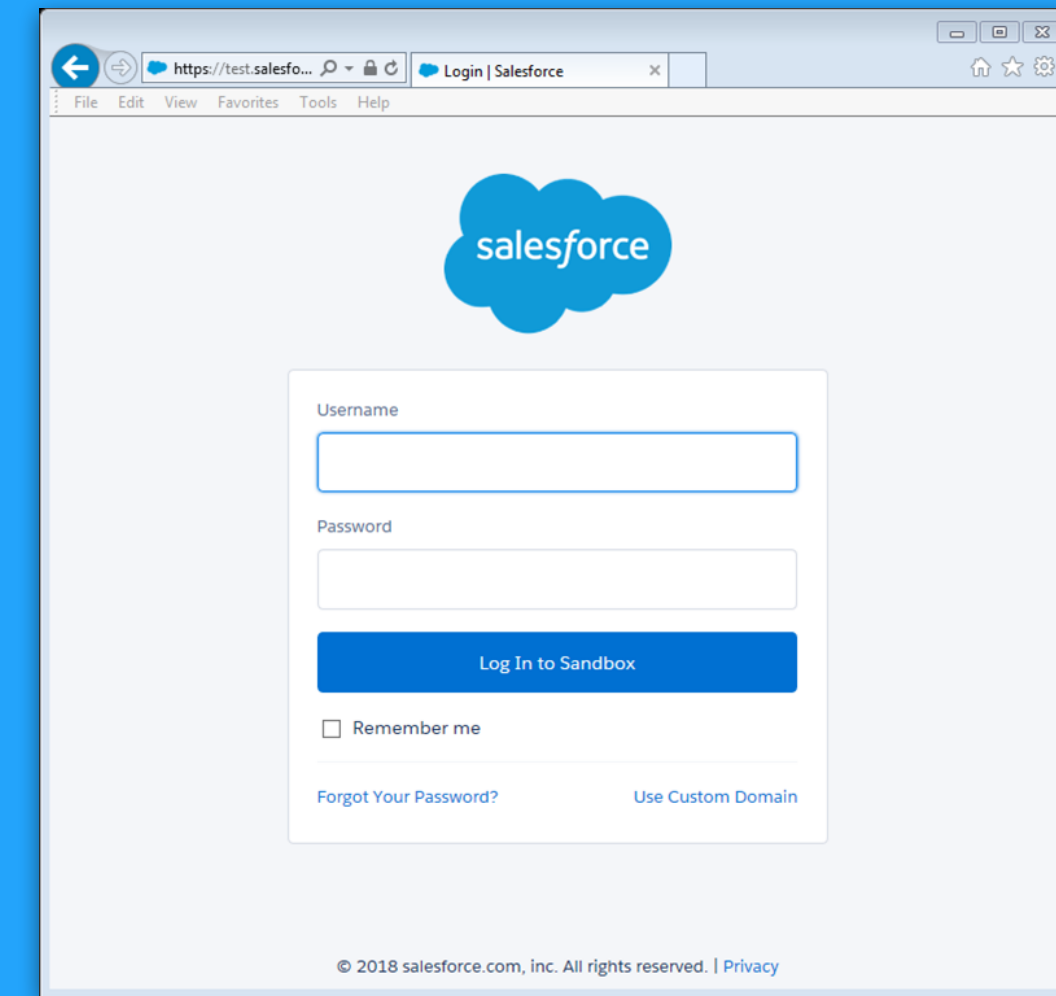 https://test.salesfo... Login | Salesforce
File Edit View Favorites Tools Help
salesforce
Username
Password
Log In to Sandbox
Remember me
Forgot Your Password? Use Custom Domain
© 2018 salesforce.com, inc. All rights reserved. | Privacy